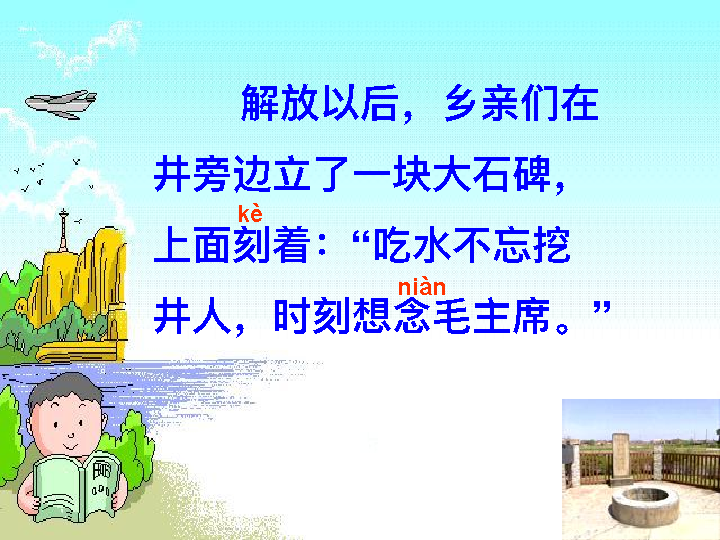 解放以后，乡亲们在
井旁边立了一块大石碑，
kè
上面刻着：“吃水不忘挖
niàn
井人，时刻想念毛主席。”